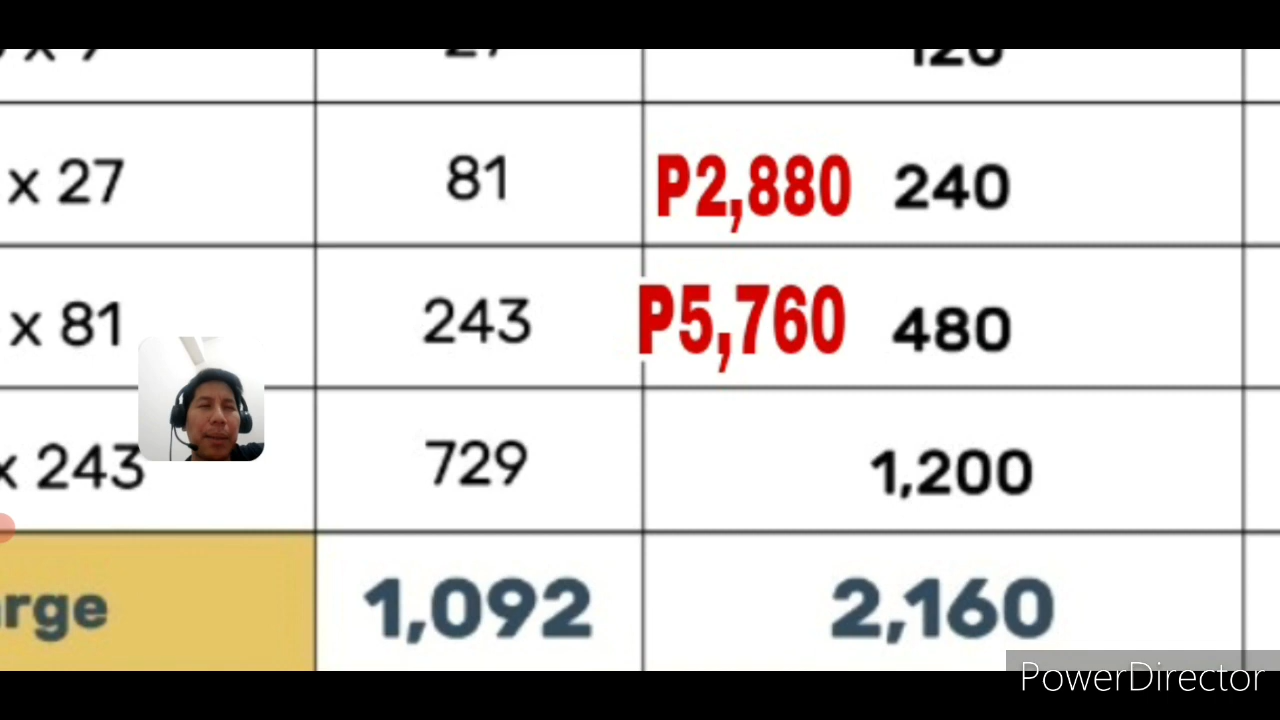 x 27 81 P2,880 240
x 81 243 P5,760 480
x 243 729 1,200
1,092 2,160
PowerDirector